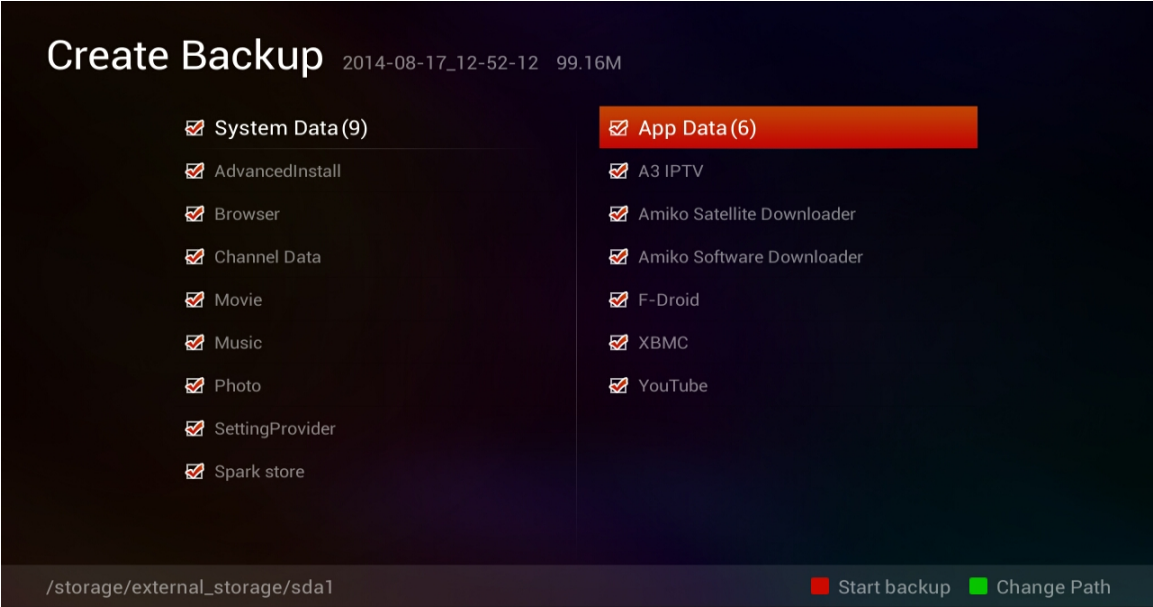 Create Backup 2014-08-17_12-52-12 99.16M
System Data(9)
AdvancedInstall
Browser
Channel Data
Movie
Music
Photo
SettingProvider
Spark store
App Data(6)
A3 IPTV
Amiko Satellite Downloader
Amiko Software Downloader
F-Droid
XBMC
YouTube
/storage/external_storage/sda1
Start backup Change Path